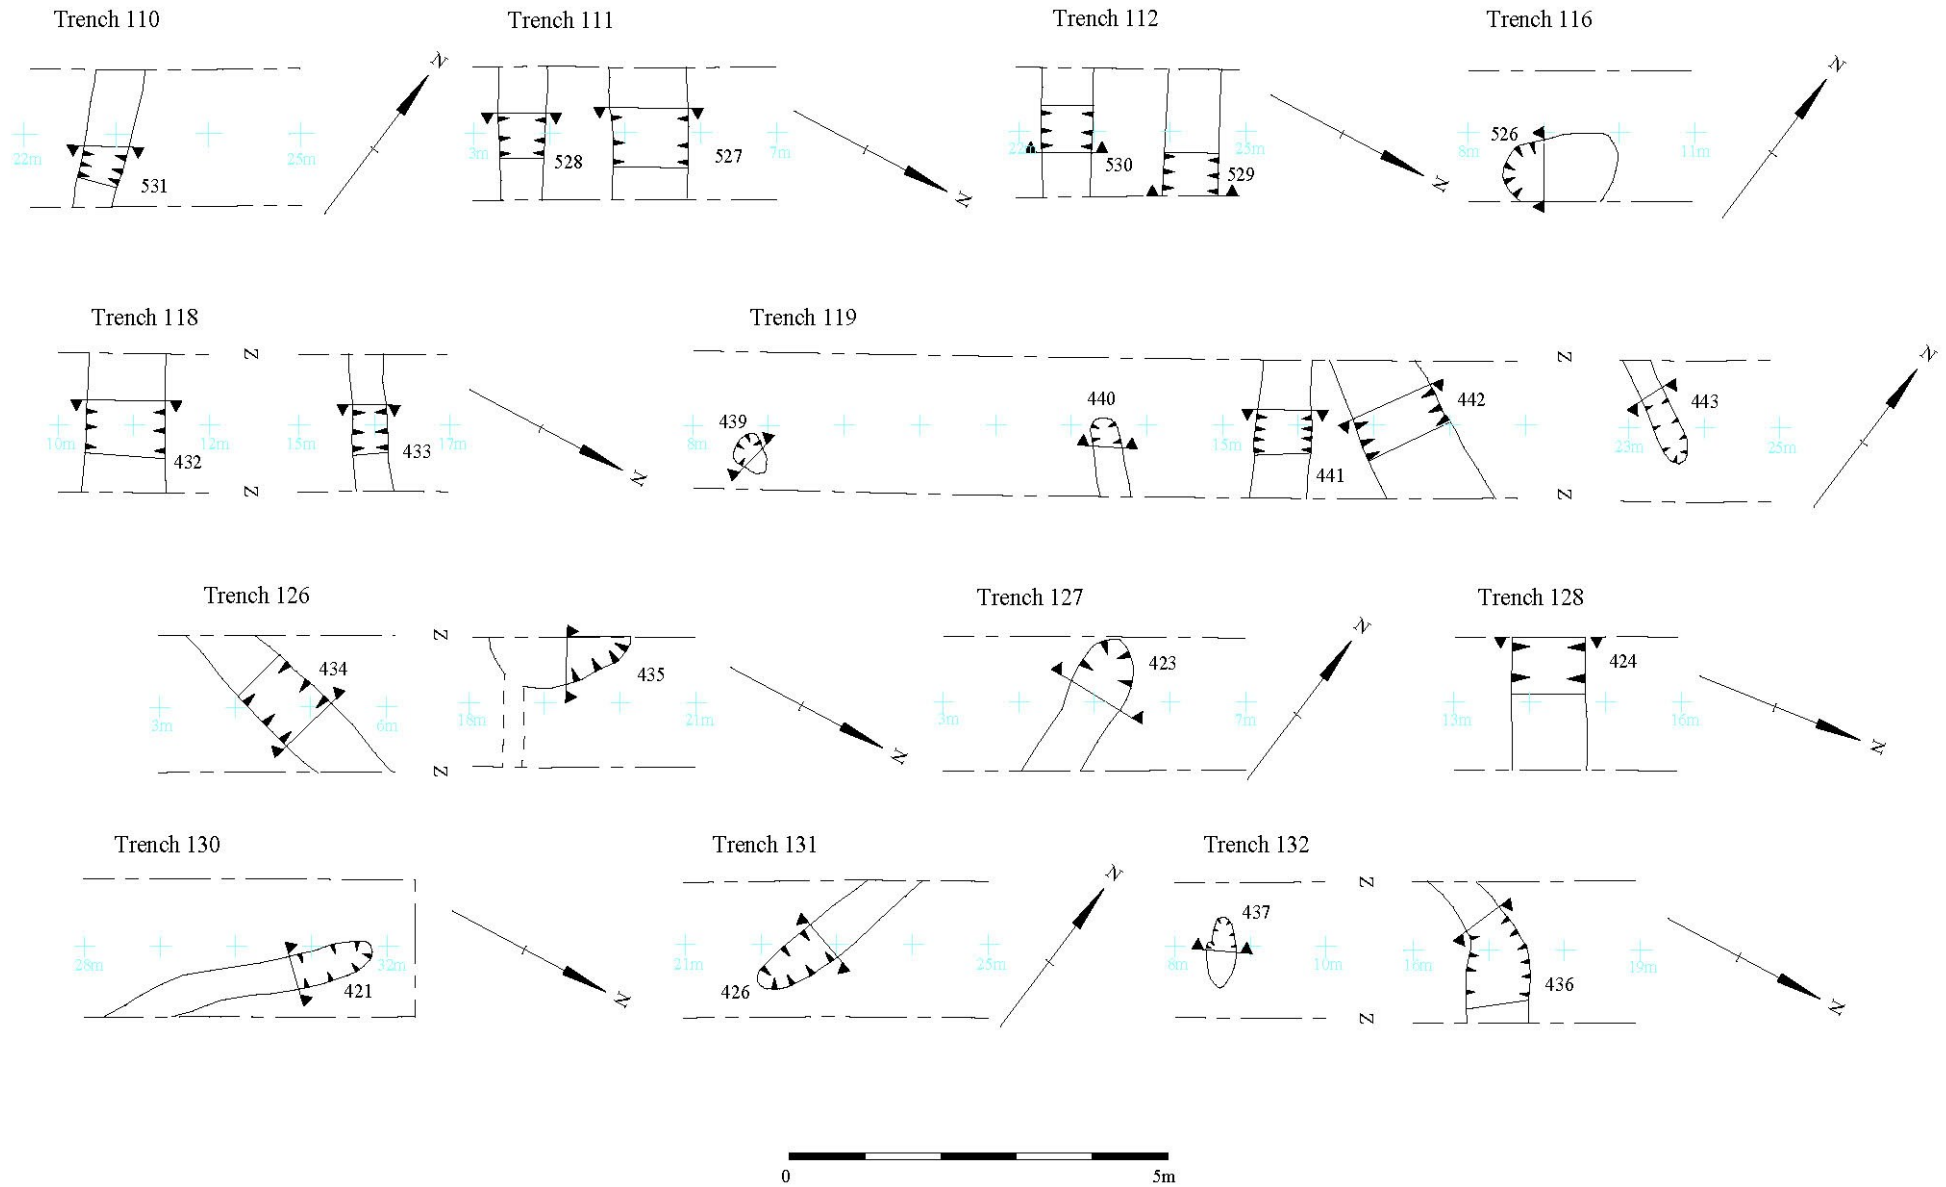 Trench 110
Trench 111
Trench 112
Trench 116
N
22m
25m
531
3m
528
527
7m
N
22m
530
529
25m
N
8m
526
11m
N
Trench 118
Trench 119
10m
12m
432
Z
Z
15m
17m
433
N
8m
439
440
15m
441
442
Z
Z
23m
443
25m
N
Trench 126
Trench 127
Trench 128
3m
434
6m
Z
Z
18m
435
21m
N
3m
423
7m
N
13m
424
16m
N
Trench 130
Trench 131
Trench 132
28m
421
32m
N
21m
426
25m
N
8m
437
10m
Z
Z
16m
436
19m
N
0
5m